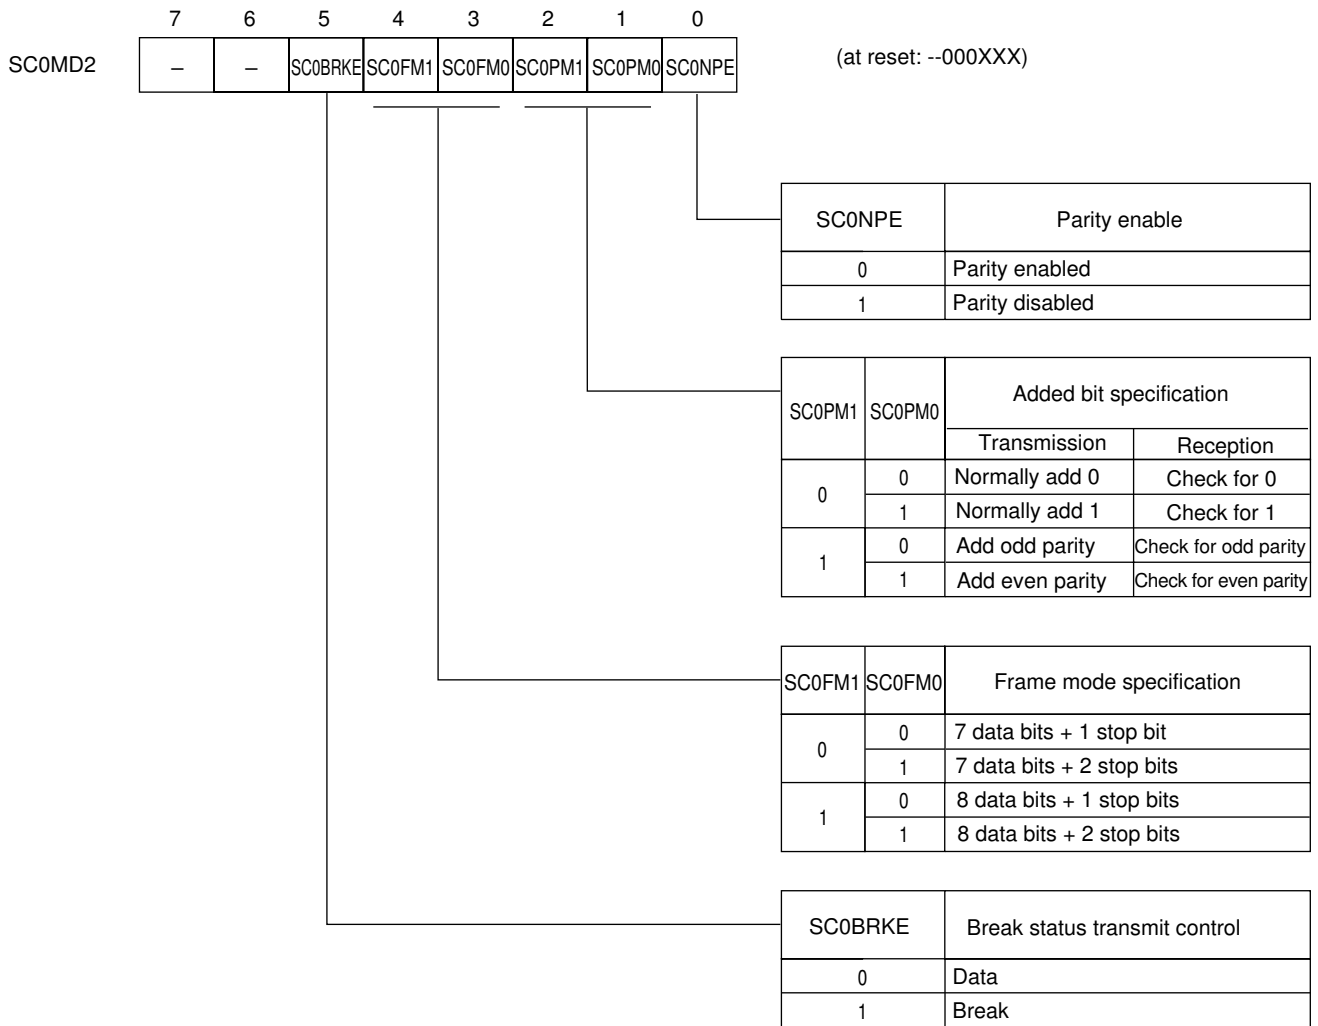 7 6 5 4 3 2 1 0
SC0MD2 – – SC0BRKE SC0FM1 SC0FM0 SC0PM1 SC0PM0 SC0NPE (at reset: --000XXX)
SC0NPE Parity enable
0 Parity enabled
1 Parity disabled
SC0PM1 SC0PM0 Added bit specification
Transmission Reception
0 0 Normally add 0 Check for 0
1 Normally add 1 Check for 1
1 0 Add odd parity Check for odd parity
1 Add even parity Check for even parity
SC0FM1 SC0FM0 Frame mode specification
0 0 7 data bits + 1 stop bit
1 7 data bits + 2 stop bits
1 0 8 data bits + 1 stop bits
1 8 data bits + 2 stop bits
SC0BRKE Break status transmit control
0 Data
1 Break